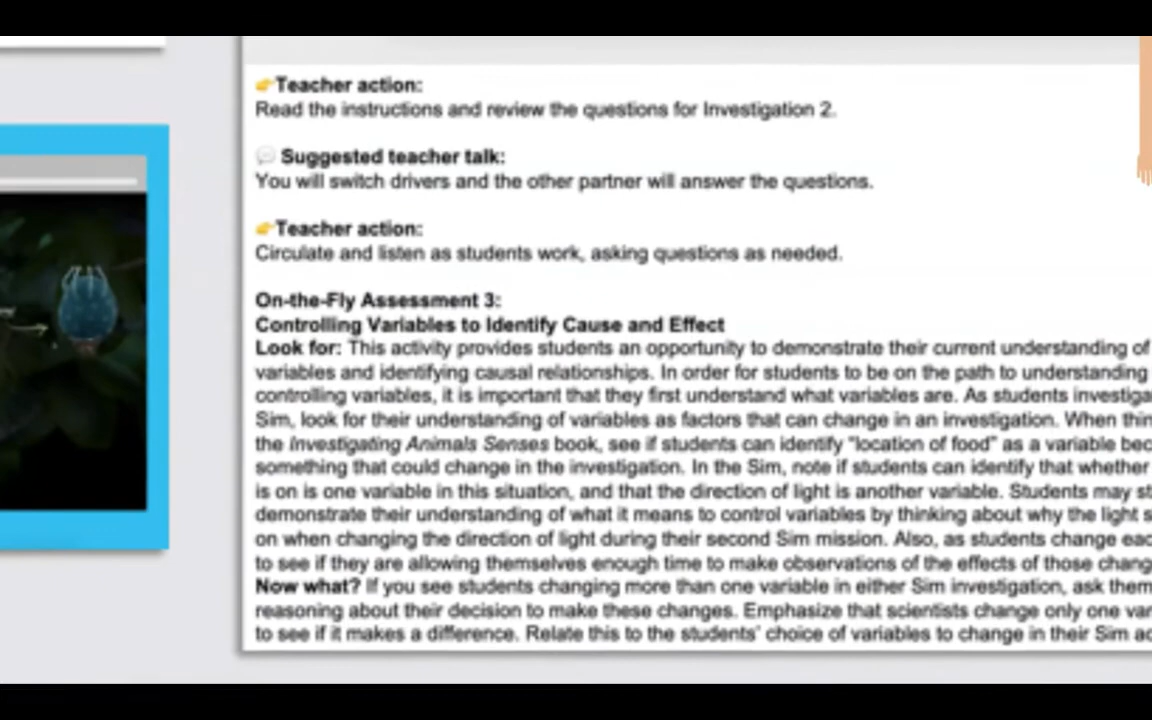 👉Teacher action:
Read the instructions and review the questions for Investigation 2.
💬 Suggested teacher talk:
You will switch drivers and the other partner will answer the questions.
👉Teacher action:
Circulate and listen as students work, asking questions as needed.
On-the-Fly Assessment 3:
Controlling Variables to Identify Cause and Effect
Look for: This activity provides students an opportunity to demonstrate their current understanding of
variables and identifying causal relationships. In order for students to be on the path to understanding
controlling variables, it is important that they first understand what variables are. As students investiga
Sim, look for their understanding of variables as factors that can change in an investigation. When thin
the Investigating Animals Senses book, see if students can identify "location of food" as a variable bec
something that could change in the investigation. In the Sim, note if students can identify that whether
is on is one variable in this situation, and that the direction of light is another variable. Students may st
demonstrate their understanding of what it means to control variables by thinking about why the light s
on when changing the direction of light during their second Sim mission. Also, as students change eac
to see if they are allowing themselves enough time to make observations of the effects of those chang
Now what? If you see students changing more than one variable in either Sim investigation, ask them
reasoning about their decision to make these changes. Emphasize that scientists change only one var
to see if it makes a difference. Relate this to the students' choice of variables to change in their Sim ac